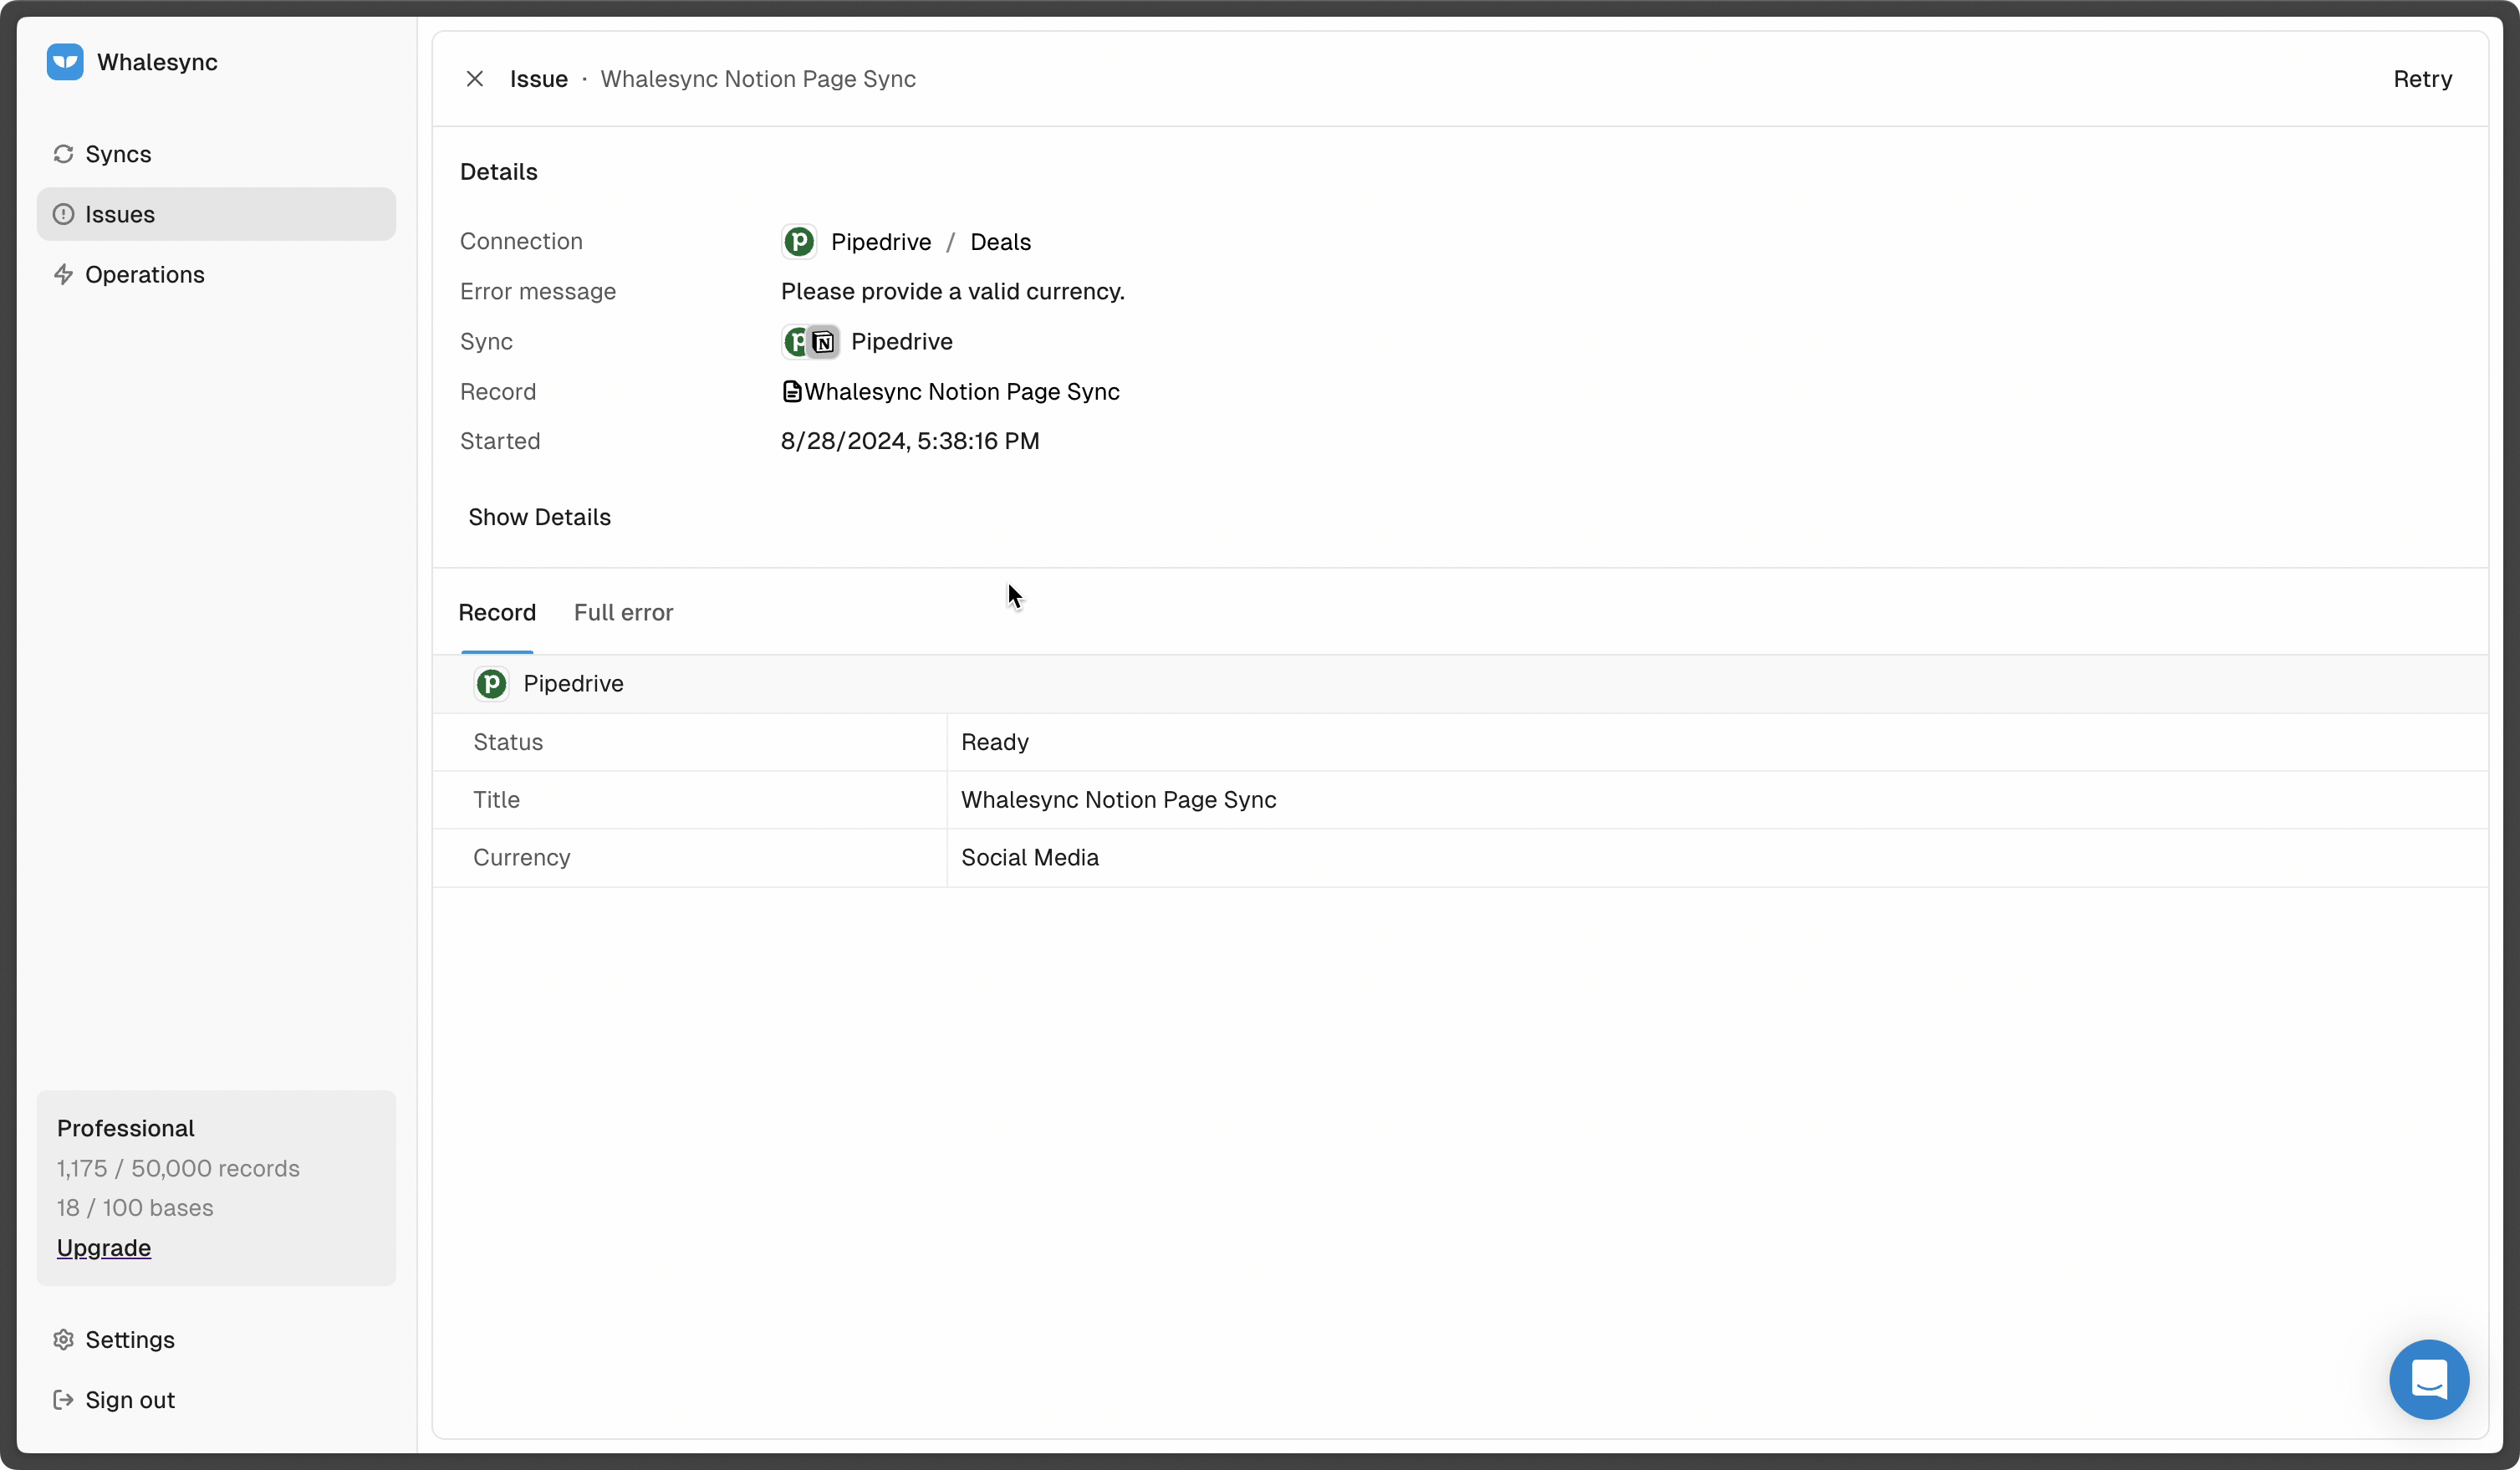 Whalesync
Syncs
Issues
Operations
Professional
1,175 / 50,000 records
18 / 100 bases
Upgrade
Settings
Sign out
Issue · Whalesync Notion Page Sync
Retry
Details
Connection Pipedrive / Deals
Error message Please provide a valid currency.
Sync Pipedrive
Record Whalesync Notion Page Sync
Started 8/28/2024, 5:38:16 PM
Show Details
Record Full error
Pipedrive
Status Ready
Title Whalesync Notion Page Sync
Currency Social Media